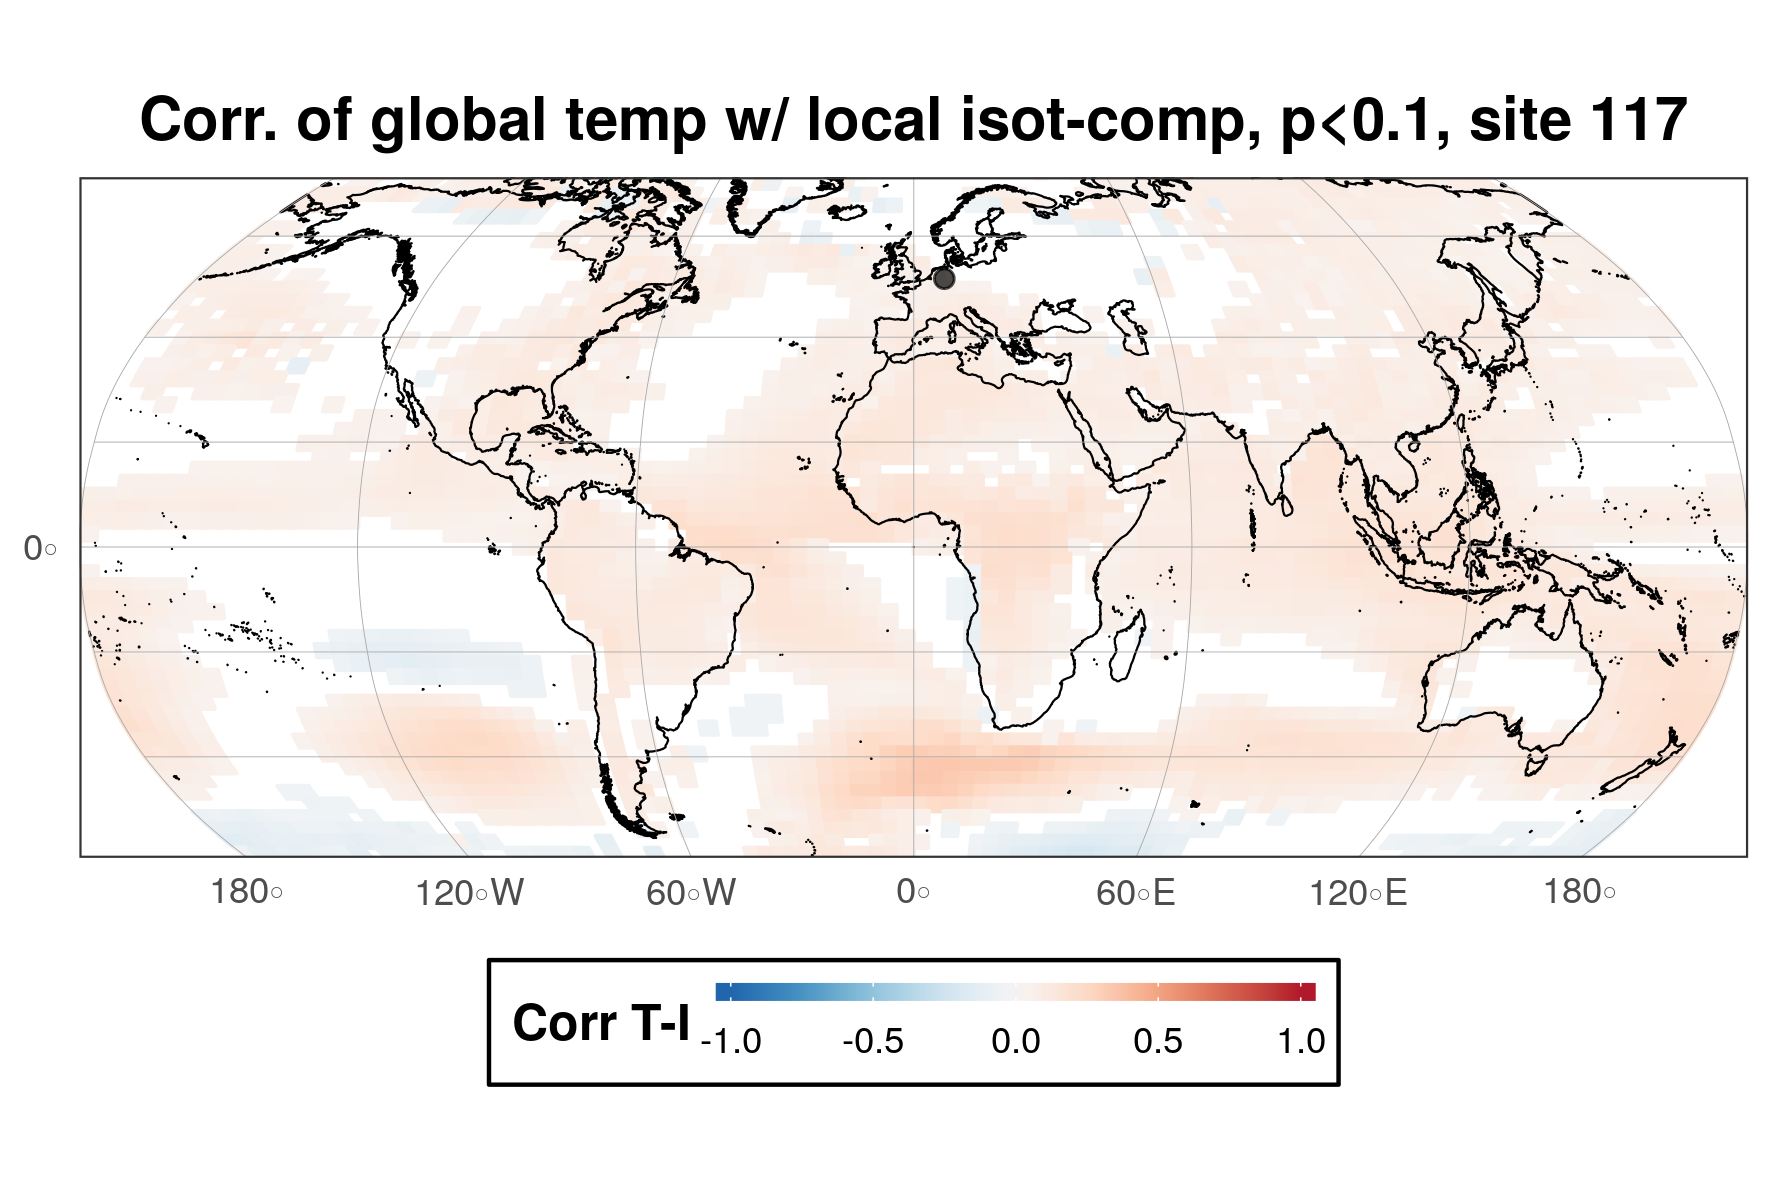 Corr. of global temp w/ local isot-comp, p<0.1, site 117
0°
180° 120°W 60°W 0° 60°E 120°E 180°
Corr T-I
-1.0 -0.5 0.0 0.5 1.0